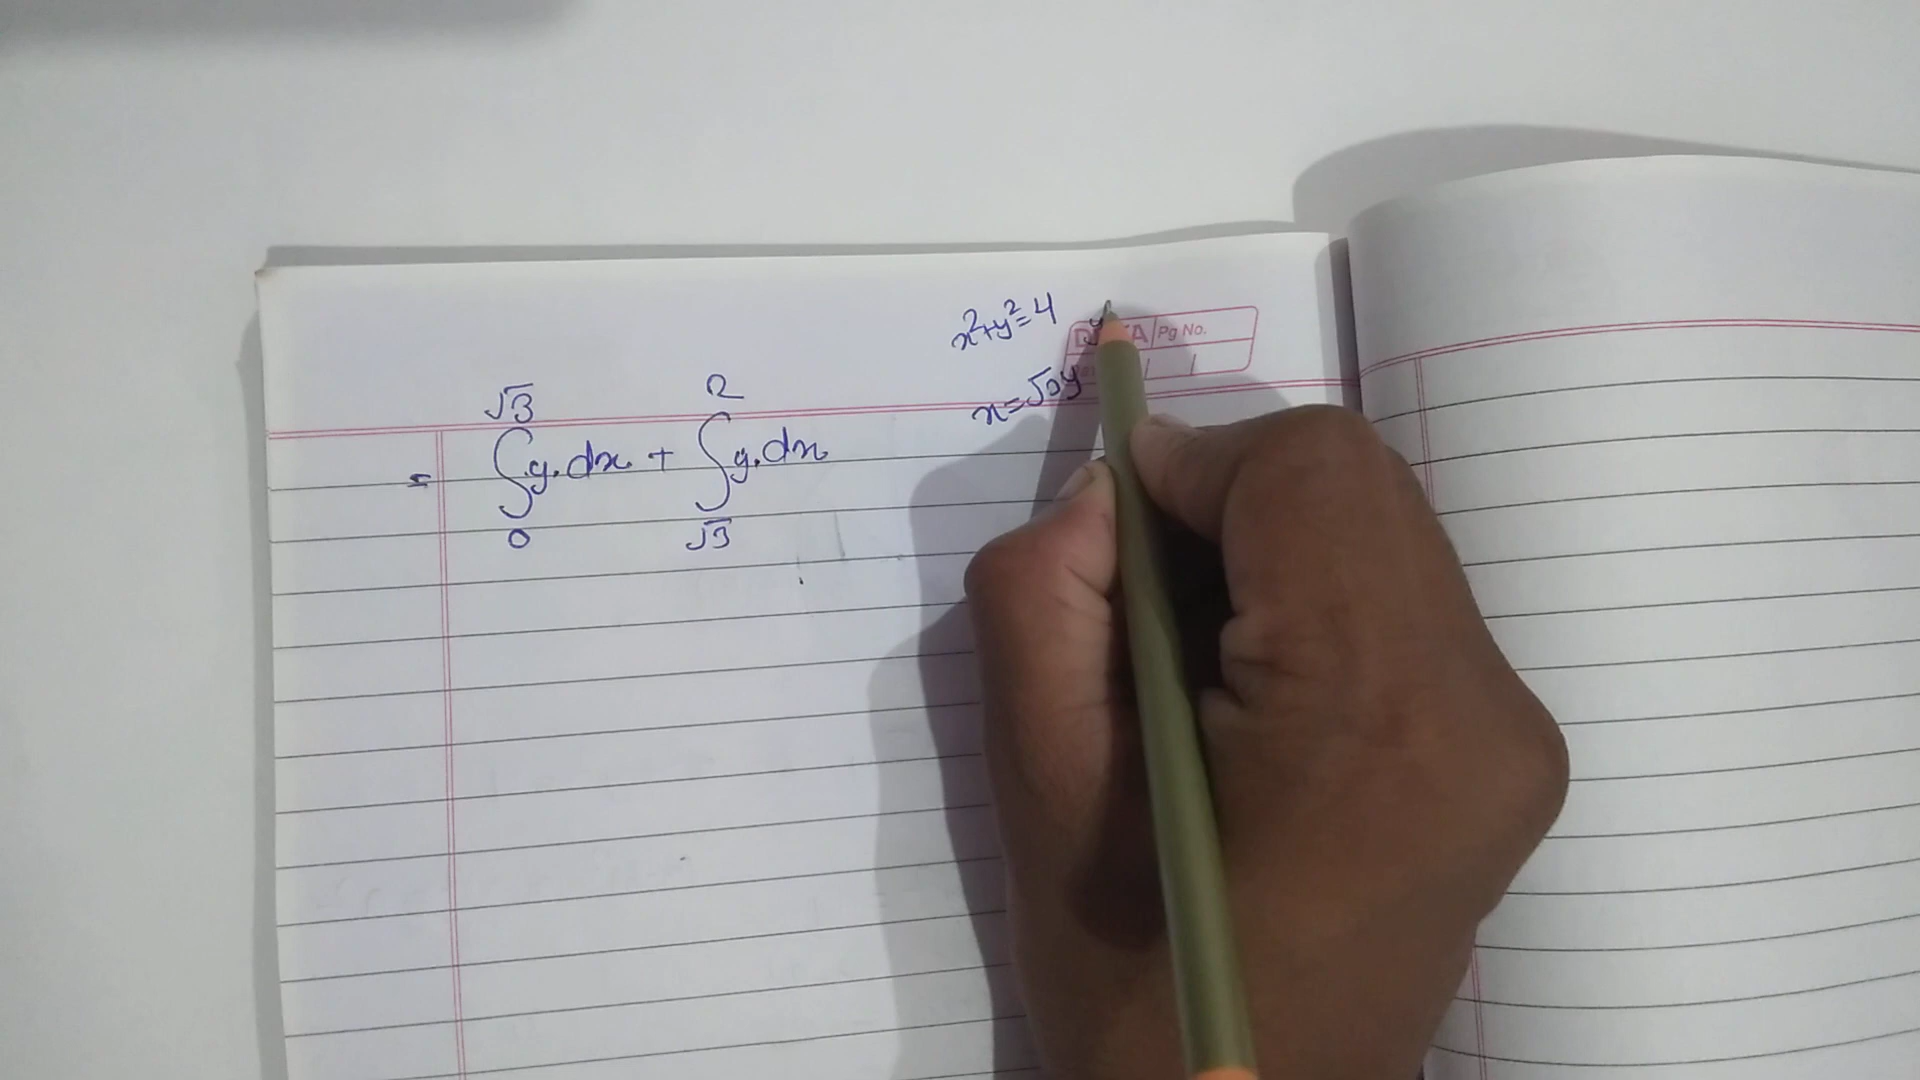 x²+y²=4 y
x=√3y
Pg No.
√3 2
= ∫y.dx + ∫y.dx
0 √3